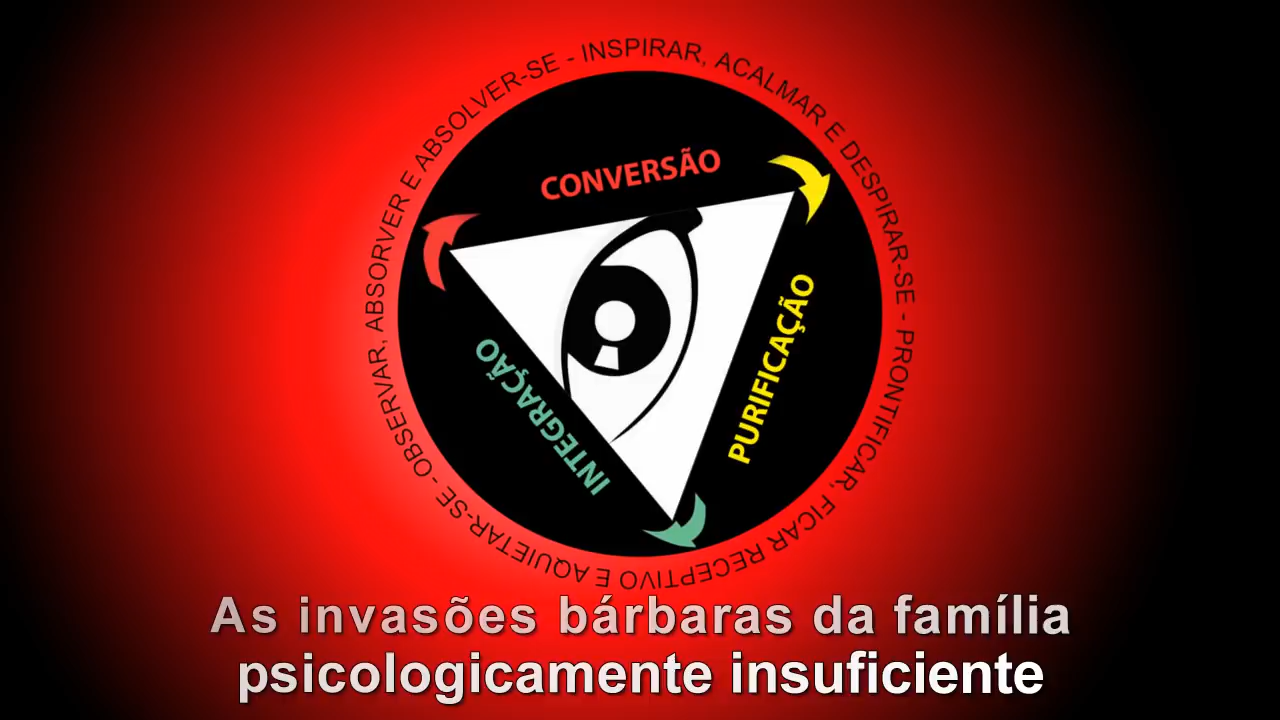 OBSERVAR, ABSORVER E ABSOLVER-SE - INSPIRAR, ACALMAR E DESPIRAR-SE - PRONTIFICAR, FICAR RECEPTIVO E AQUIETAR-SE -
CONVERSÃO
PURIFICAÇÃO
INTEGRAÇÃO
As invasões bárbaras da família
psicologicamente insuficiente